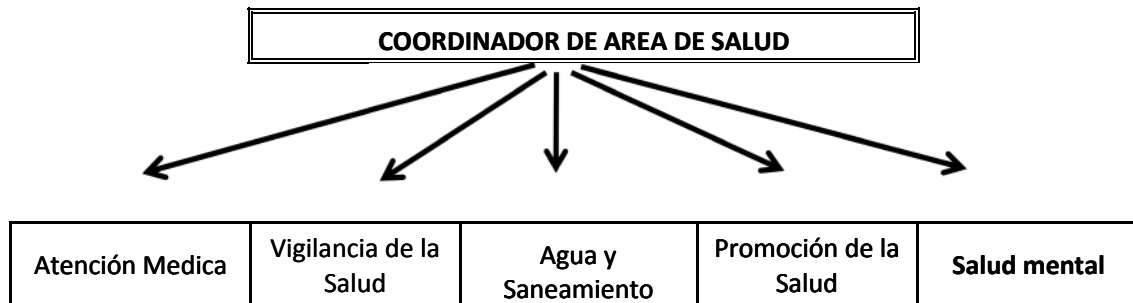 COORDINADOR DE AREA DE SALUD
Atención Medica
Vigilancia de la
Salud
Agua y
Saneamiento
Promoción de la
Salud
Salud mental